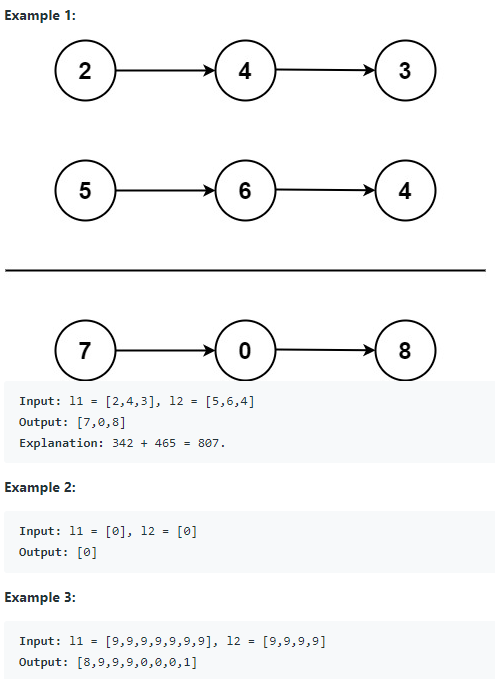 Example 1:
2 4 3
5 6 4
7 0 8
Input: l1 = [2,4,3], l2 = [5,6,4]
Output: [7,0,8]
Explanation: 342 + 465 = 807.
Example 2:
Input: l1 = [0], l2 = [0]
Output: [0]
Example 3:
Input: l1 = [9,9,9,9,9,9,9], l2 = [9,9,9,9]
Output: [8,9,9,9,0,0,0,1]